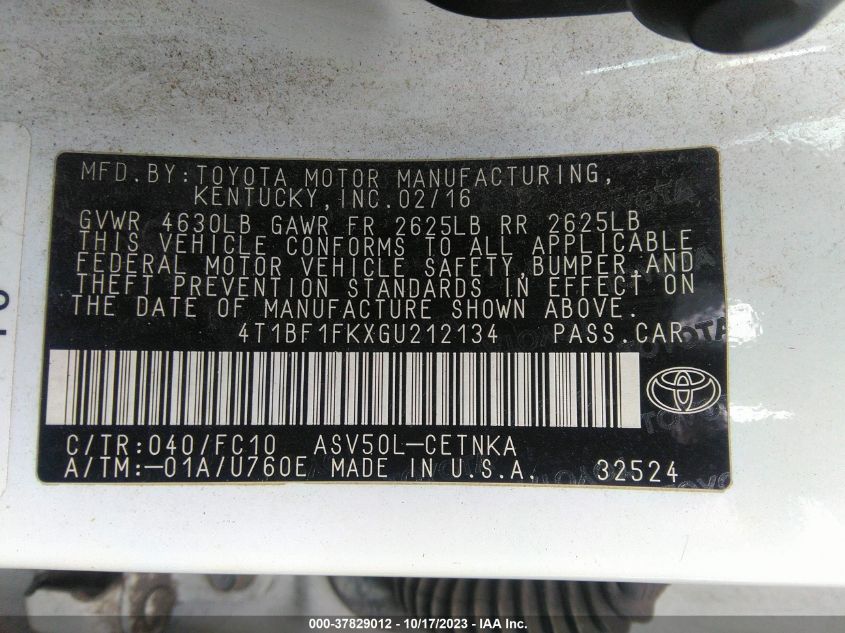 MFD.BY:TOYOTA MOTOR MANUFACTURING,
KENTUCKY,INC.02/16
GVWR 4630LB GAWR FR 2625LB RR 2625LB
THIS VEHICLE CONFORMS TO ALL APPLICABLE
FEDERAL MOTOR VEHICLE SAFETY,BUMPER,AND
THEFT PREVENTION STANDARDS IN EFFECT ON
THE DATE OF MANUFACTURE SHOWN ABOVE.
4T1BF1FKXGU212134 PASS.CAR
C/TR:040/FC10 ASV50L-CETNKA
A/TM:-01A/U760E MADE IN U.S.A. 32524
000-37829012 - 10/17/2023 - IAAI.COM